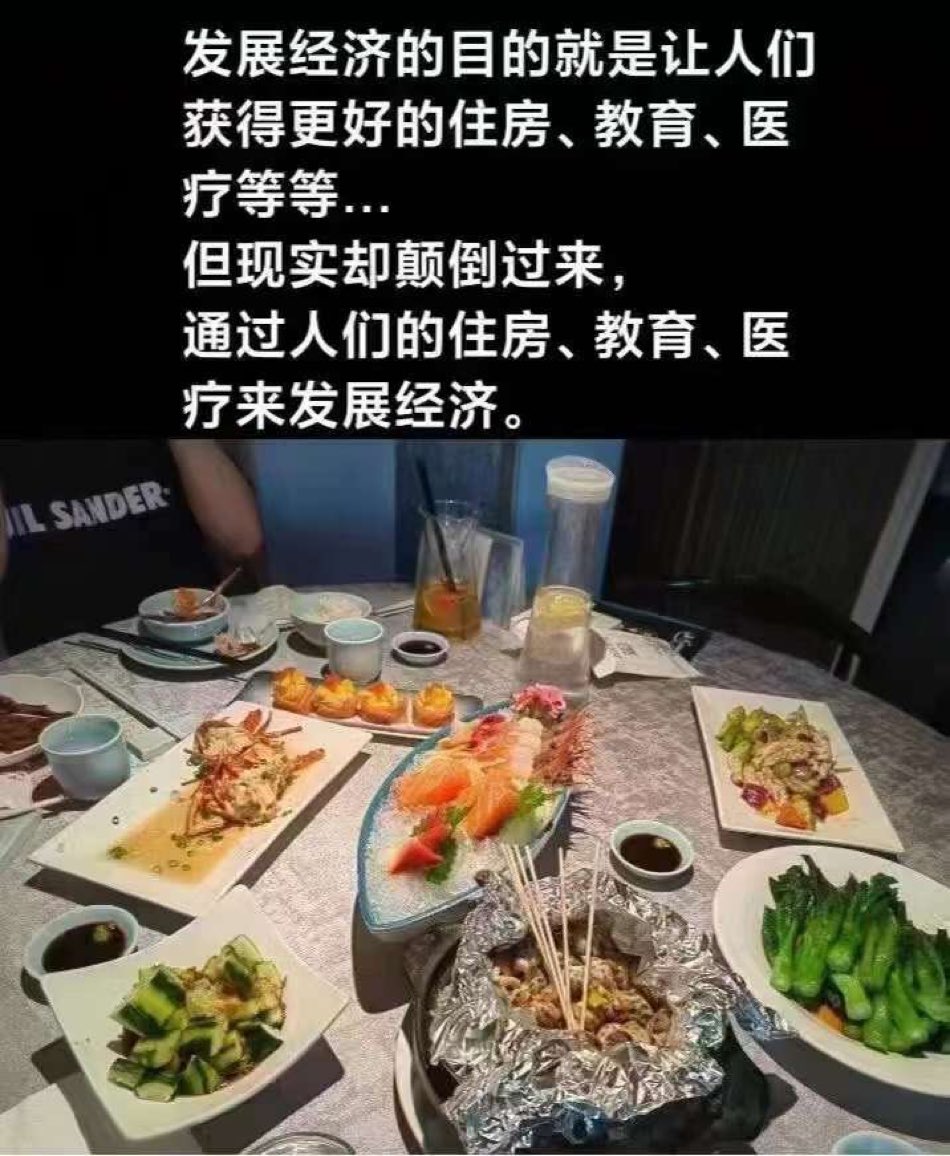 发展经济的目的就是让人们
获得更好的住房、教育、医
疗等等...
但现实却颠倒过来，
通过人们的住房、教育、医
疗来发展经济。
JIL SANDER